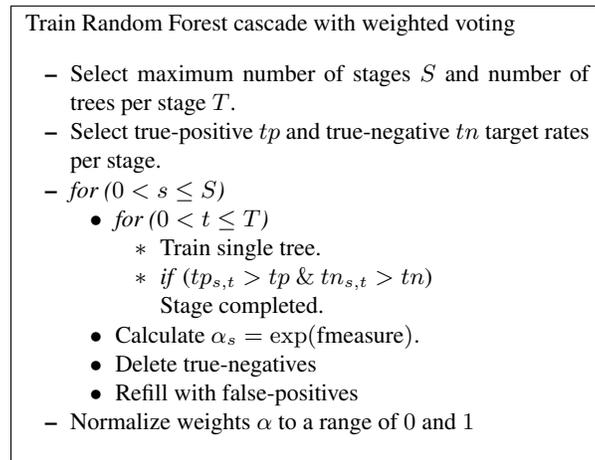 Train Random Forest cascade with weighted voting
– Select maximum number of stages S and number of
trees per stage T.
– Select true-positive tp and true-negative tn target rates
per stage.
– for (0 < s ≤ S)
• for (0 < t ≤ T)
∗ Train single tree.
∗ if (tp_{s,t} > tp & tn_{s,t} > tn)
Stage completed.
• Calculate α_s = exp(fmeasure).
• Delete true-negatives
• Refill with false-positives
– Normalize weights α to a range of 0 and 1